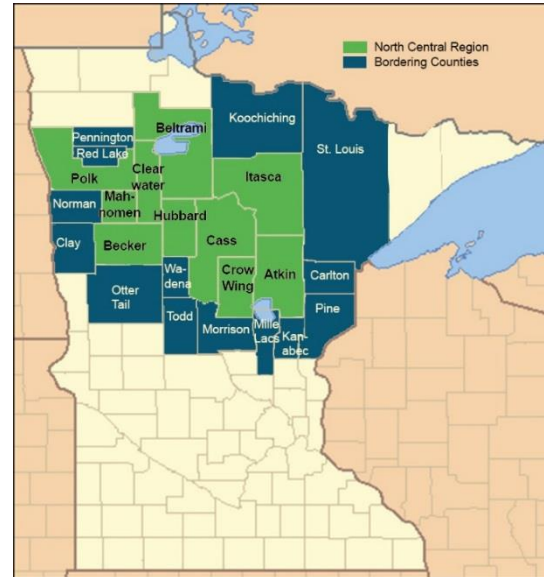 North Central Region
Bordering Counties
Koochiching
Beltrami
Pennington
Red Lake
St. Louis
Clear
water
Itasca
Polk
Mah-
nomen
Norman
Hubbard
Cass
Clay
Becker
Wa-
dena
Crow
Wing
Atkin
Carlton
Otter
Tail
Todd
Morrison
Mille
Lacs
Kan-
abec
Pine